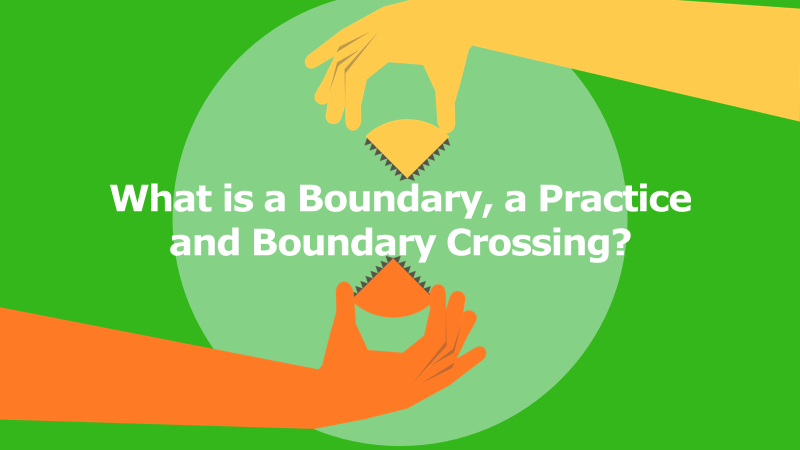 What is a Boundary, a Practice
and Boundary Crossing?